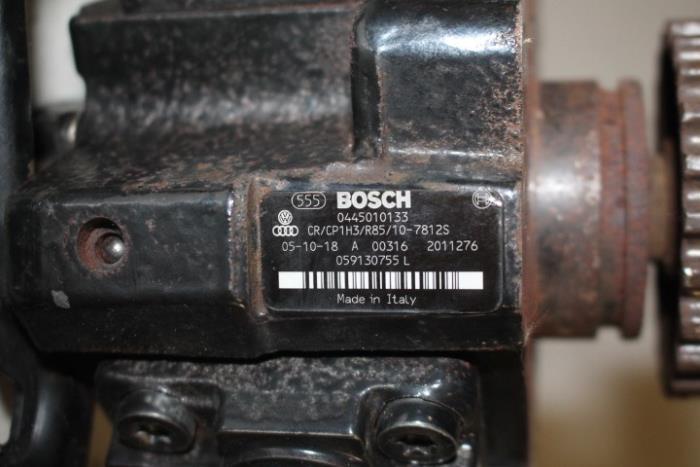 555 BOSCH
0445010133
CR/CP1H3/R85/10-7812S
05-10-18 A 00316 2011276
059130755 L
Made in Italy